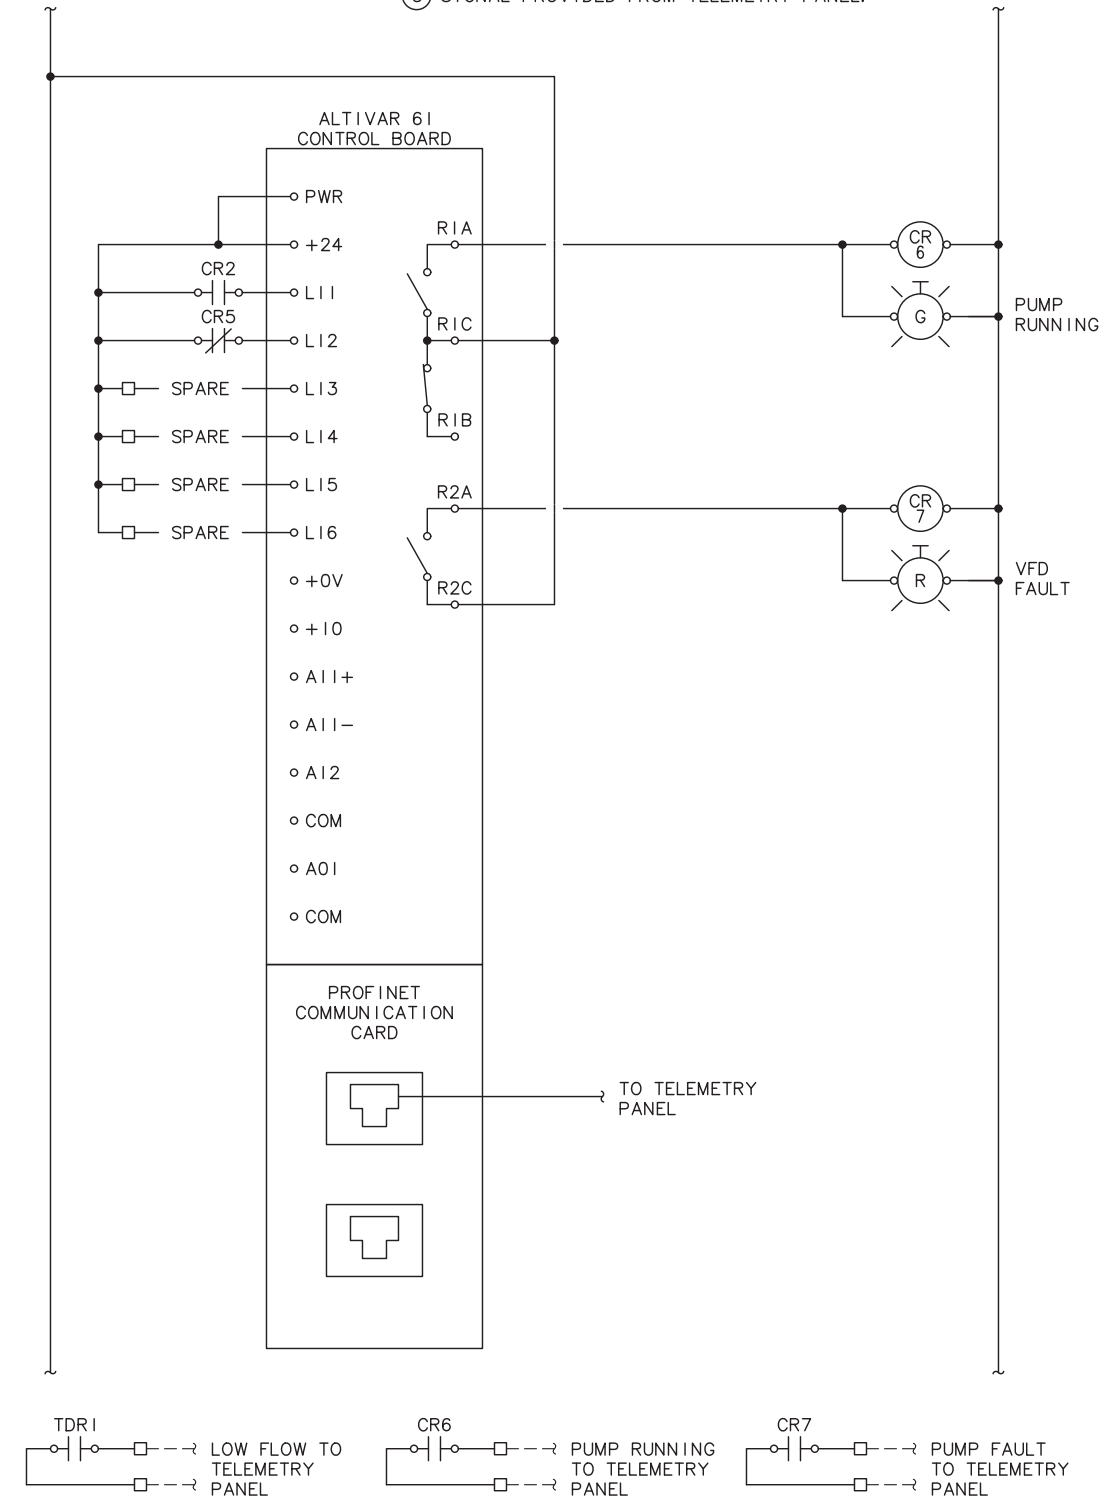 SIGNAL PROVIDED FROM TELEMETRY PANEL.
ALTIVAR 61
CONTROL BOARD
PWR
R1A
+24
CR
6
CR2
LI1
PUMP
RUNNING
G
CR5
R1C
LI2
SPARE
LI3
R1B
SPARE
LI4
SPARE
LI5
R2A
CR
7
SPARE
LI6
VFD
FAULT
R
+0V
R2C
+10
AI1+
AI1-
AI2
COM
AO1
COM
PROFINET
COMMUNICATION
CARD
TO TELEMETRY
PANEL
TDR1
LOW FLOW TO
TELEMETRY
PANEL
CR6
PUMP RUNNING
TO TELEMETRY
PANEL
CR7
PUMP FAULT
TO TELEMETRY
PANEL